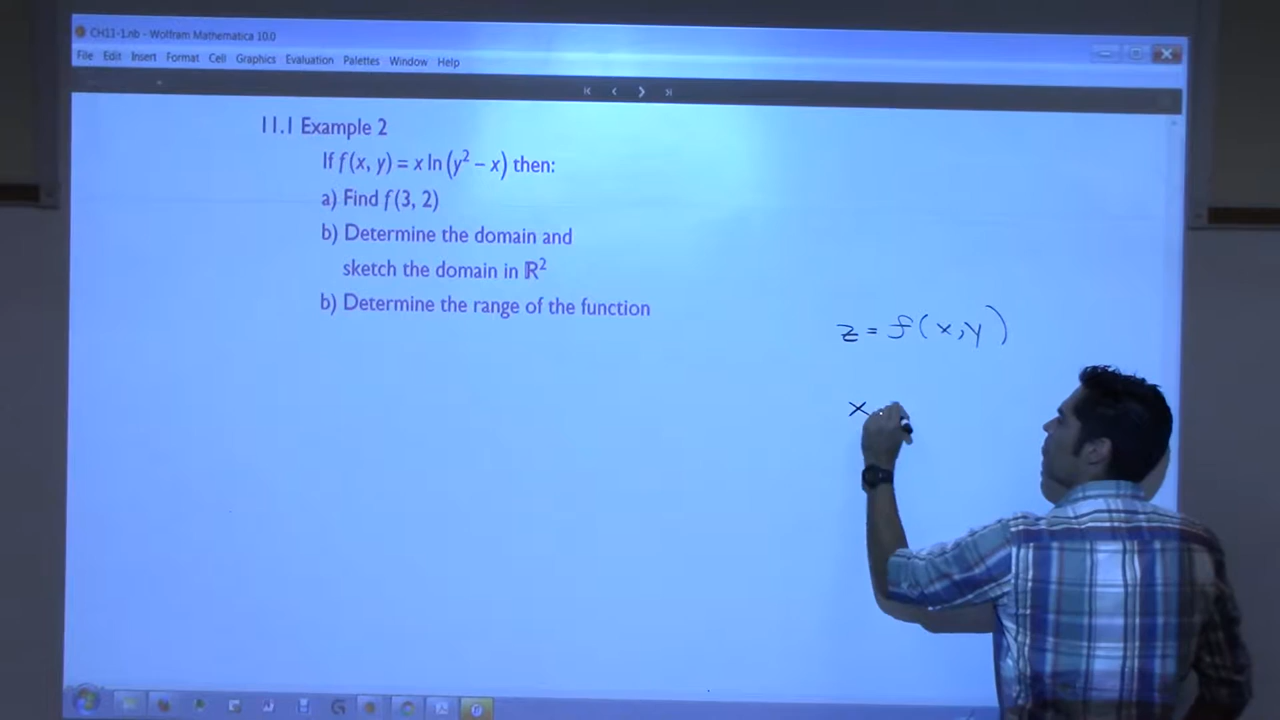 CH11-1.nb - Wolfram Mathematica 10.0
File Edit Insert Format Cell Graphics Evaluation Palettes Window Help
11.1 Example 2
If f(x, y) = x ln(y² – x) then:
a) Find f(3, 2)
b) Determine the domain and
sketch the domain in ℝ²
b) Determine the range of the function
z = f(x,y)
x